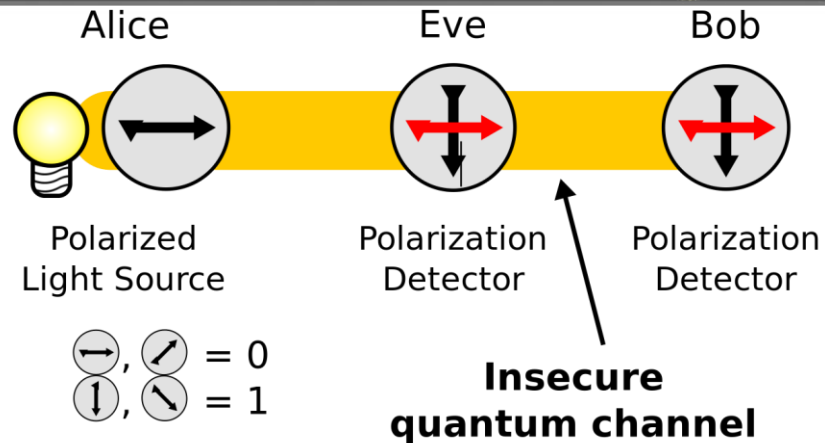 Alice Eve Bob
Polarized Light Source
Polarization Detector
Polarization Detector
, = 0
, = 1
Insecure
quantum channel